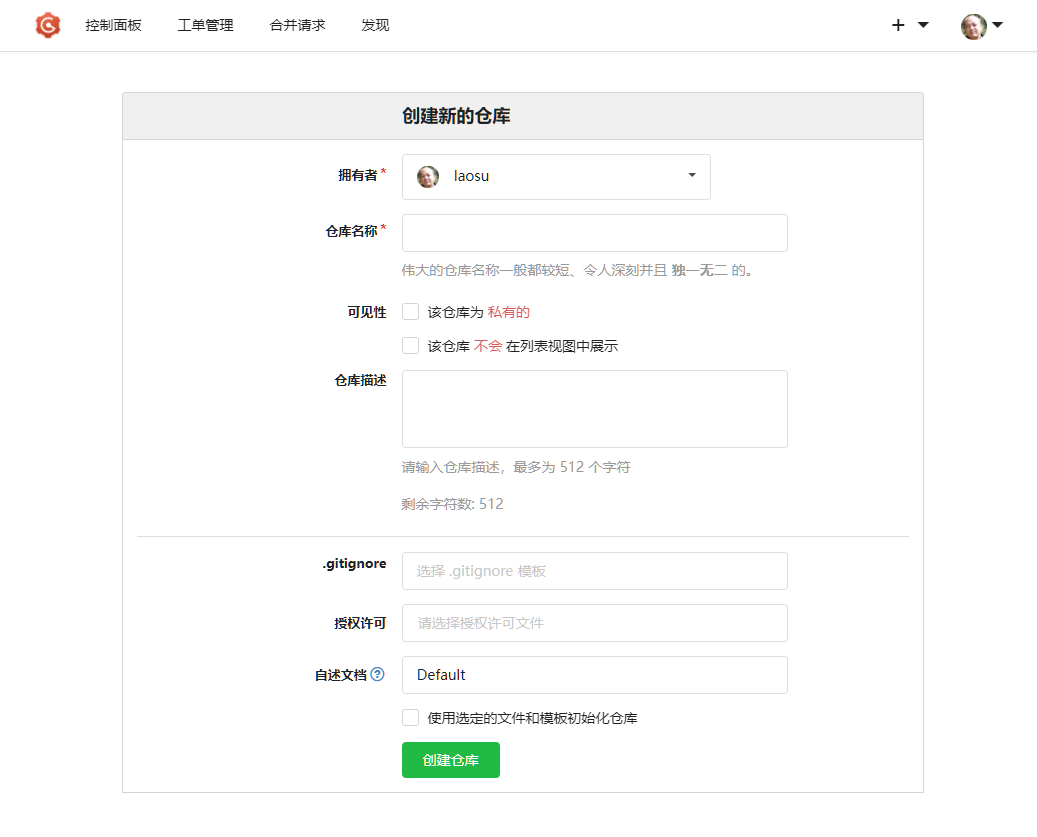 控制面板 工单管理 合并请求 发现
创建新的仓库
拥有者* laosu
仓库名称*
伟大的仓库名称一般都较短、令人深刻并且 独一无二 的。
可见性 该仓库为 私有的
该仓库 不会 在列表视图中展示
仓库描述
请输入仓库描述，最多为 512 个字符
剩余字符数: 512
.gitignore 选择 .gitignore 模板
授权许可 请选择授权许可文件
自述文档 Default
使用选定的文件和模板初始化仓库
创建仓库